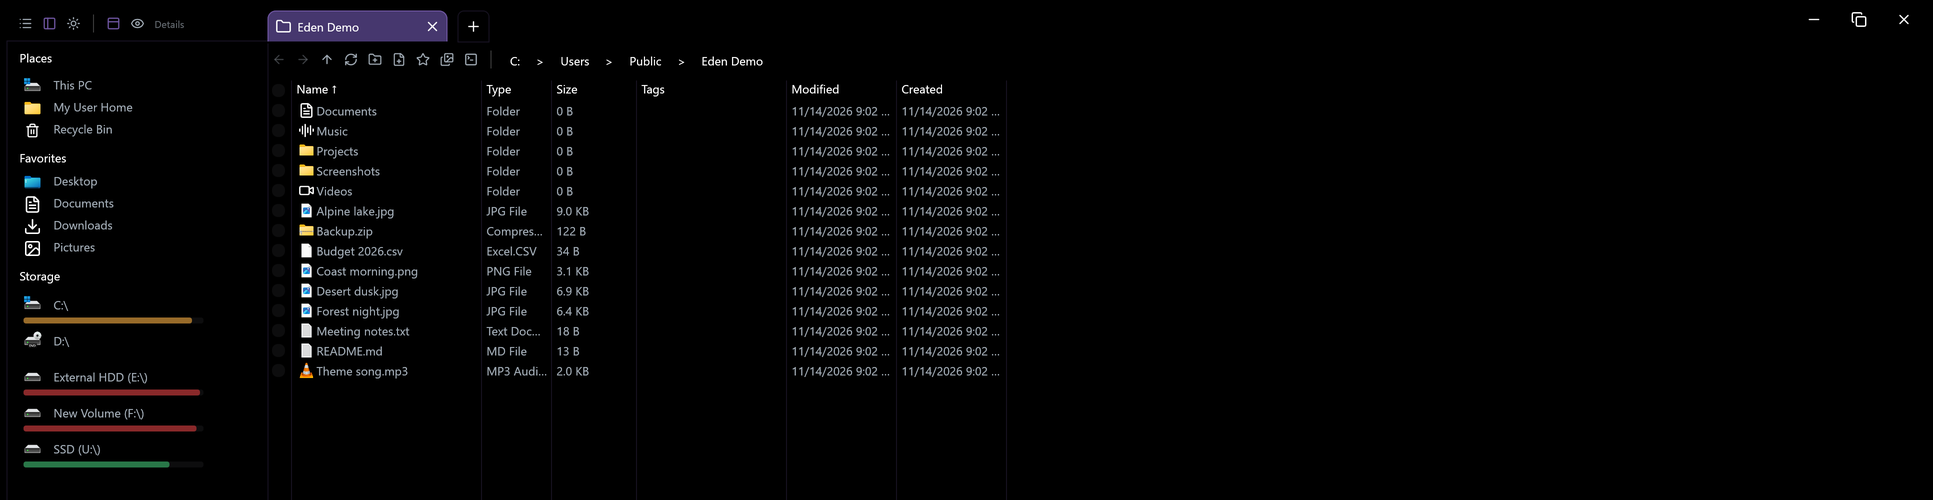 Details
Eden Demo
C: > Users > Public > Eden Demo
Places
This PC
My User Home
Recycle Bin
Favorites
Desktop
Documents
Downloads
Pictures
Storage
C:\
D:\
External HDD (E:\)
New Volume (F:\)
SSD (U:\)
Name ↑ Type Size Tags Modified Created
Documents Folder 0 B 11/14/2026 9:02 ... 11/14/2026 9:02 ...
Music Folder 0 B 11/14/2026 9:02 ... 11/14/2026 9:02 ...
Projects Folder 0 B 11/14/2026 9:02 ... 11/14/2026 9:02 ...
Screenshots Folder 0 B 11/14/2026 9:02 ... 11/14/2026 9:02 ...
Videos Folder 0 B 11/14/2026 9:02 ... 11/14/2026 9:02 ...
Alpine lake.jpg JPG File 9.0 KB 11/14/2026 9:02 ... 11/14/2026 9:02 ...
Backup.zip Compres... 122 B 11/14/2026 9:02 ... 11/14/2026 9:02 ...
Budget 2026.csv Excel.CSV 34 B 11/14/2026 9:02 ... 11/14/2026 9:02 ...
Coast morning.png PNG File 3.1 KB 11/14/2026 9:02 ... 11/14/2026 9:02 ...
Desert dusk.jpg JPG File 6.9 KB 11/14/2026 9:02 ... 11/14/2026 9:02 ...
Forest night.jpg JPG File 6.4 KB 11/14/2026 9:02 ... 11/14/2026 9:02 ...
Meeting notes.txt Text Doc... 18 B 11/14/2026 9:02 ... 11/14/2026 9:02 ...
README.md MD File 13 B 11/14/2026 9:02 ... 11/14/2026 9:02 ...
Theme song.mp3 MP3 Audi... 2.0 KB 11/14/2026 9:02 ... 11/14/2026 9:02 ...